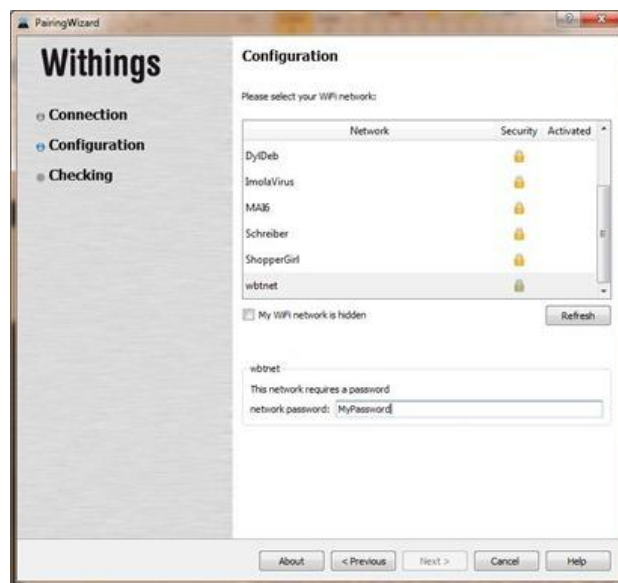 PairingWizard
Withings
Connection
Configuration
Checking
Configuration
Please select your WiFi network:
Network Security Activated
DylDeb
ImolaVirus
MAI6
Schreiber
ShopperGirl
wbtnet
My WiFi network is hidden
Refresh
wbtnet
This network requires a password
network password: MyPassword
About < Previous Next > Cancel Help